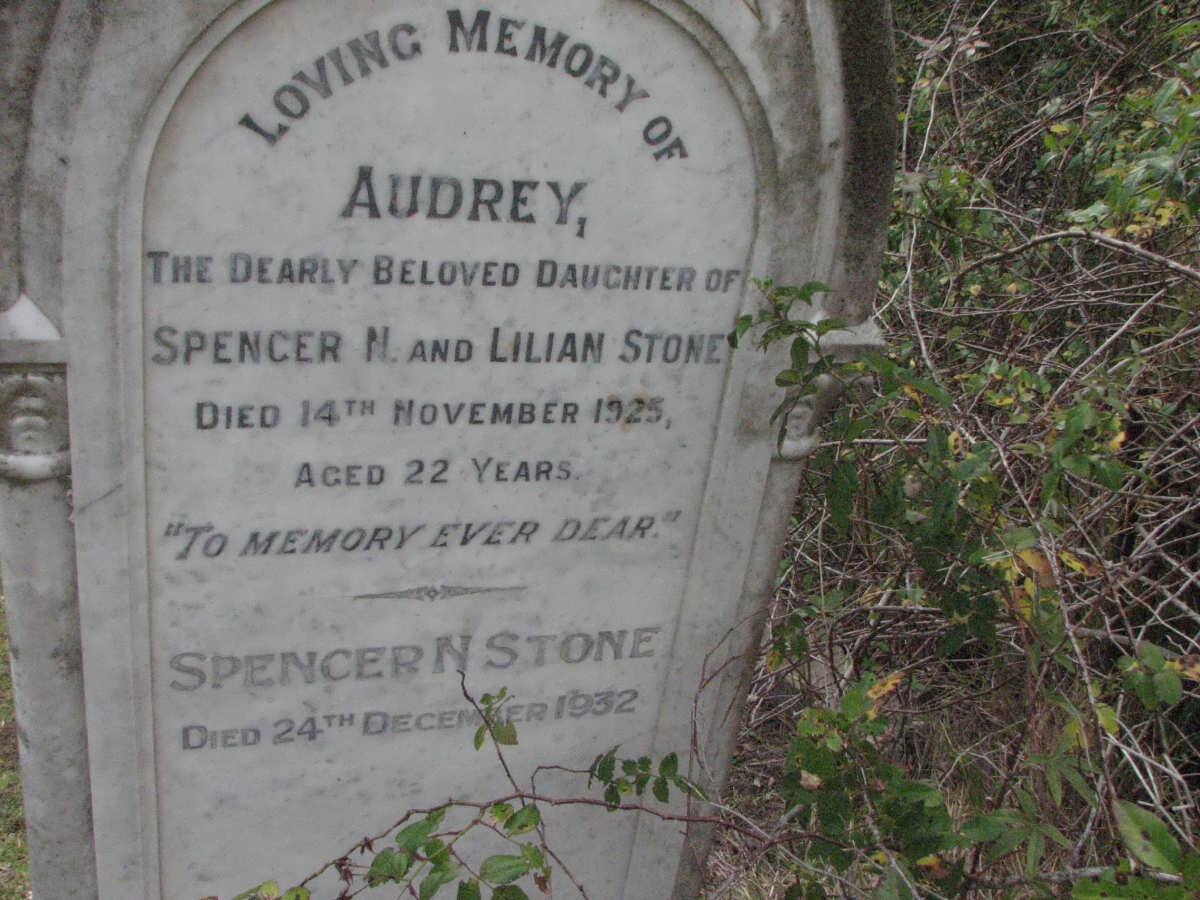 LOVING MEMORY OF
AUDREY,
THE DEARLY BELOVED DAUGHTER OF
SPENCER N. AND LILIAN STONE
DIED 14TH NOVEMBER 1925,
AGED 22 YEARS.
"TO MEMORY EVER DEAR."
SPENCER N STONE
DIED 24TH DECEMBER 1932